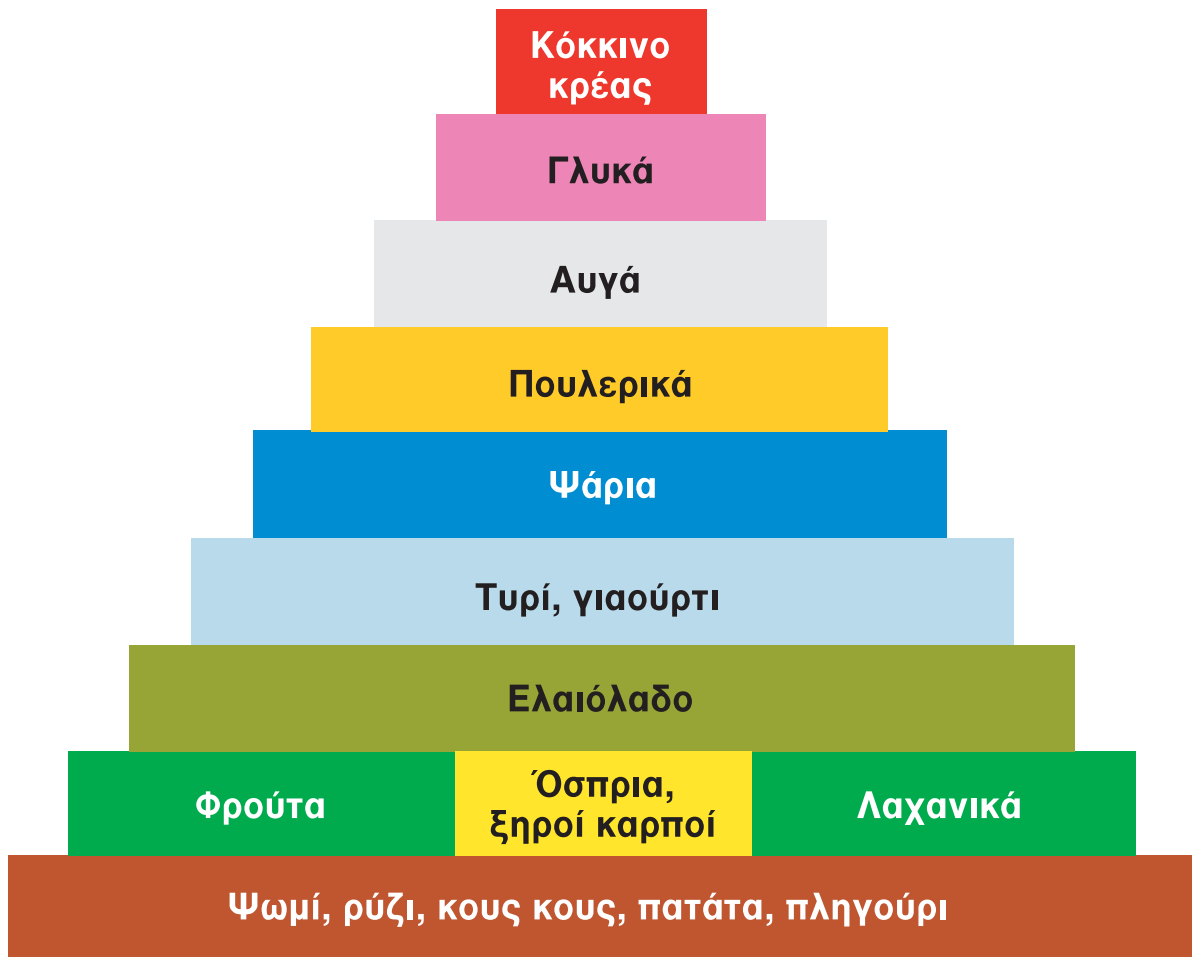 Κόκκινο
κρέας
Γλυκά
Αυγά
Πουλερικά
Ψάρια
Τυρί, γιαούρτι
Ελαιόλαδο
Φρούτα
Όσπρια,
ξηροί καρποί
Λαχανικά
Ψωμί, ρύζι, κους κους, πατάτα, πληγούρι